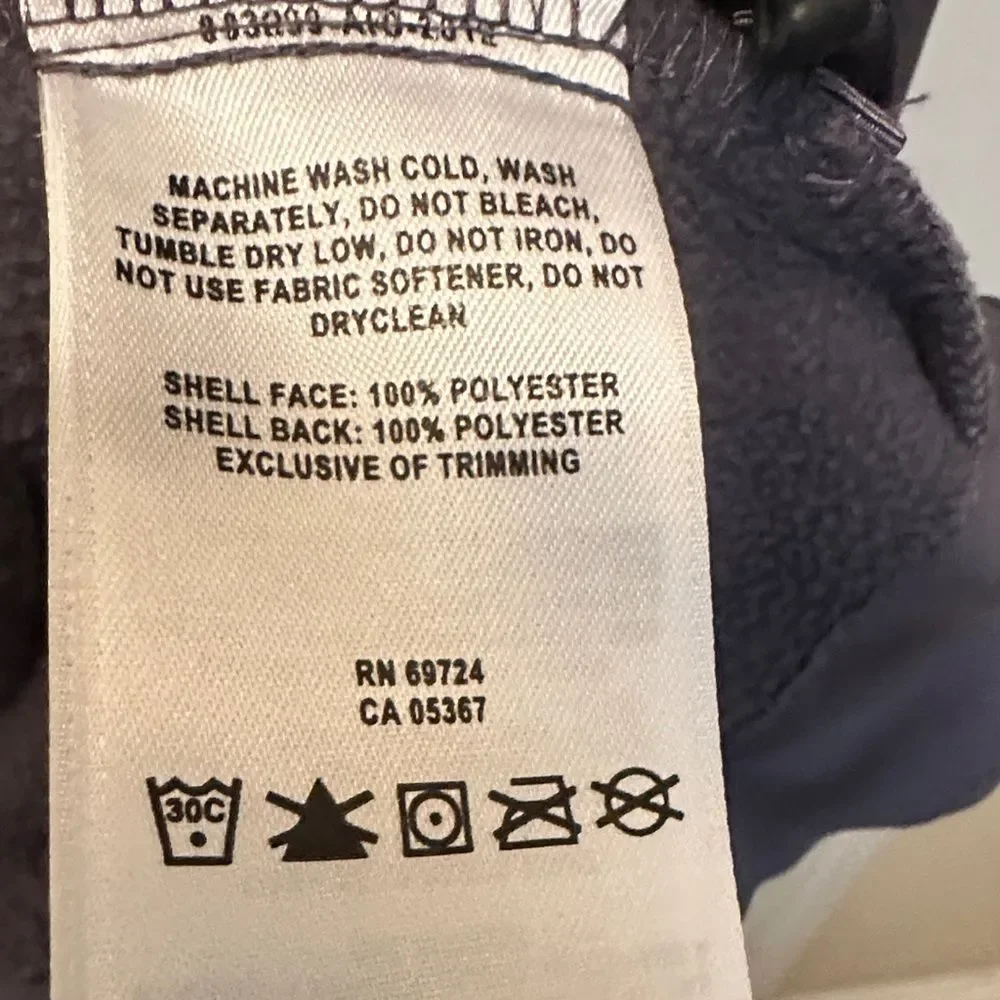 MACHINE WASH COLD, WASH
SEPARATELY, DO NOT BLEACH,
TUMBLE DRY LOW, DO NOT IRON, DO
NOT USE FABRIC SOFTENER, DO NOT
DRYCLEAN
SHELL FACE: 100% POLYESTER
SHELL BACK: 100% POLYESTER
EXCLUSIVE OF TRIMMING
RN 69724
CA 05367
30C